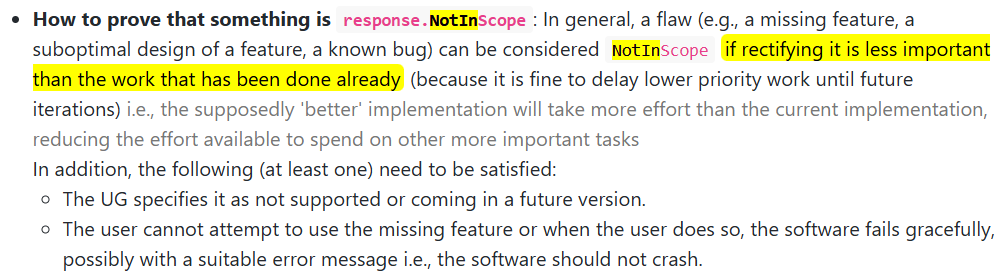 • How to prove that something is response.NotInScope : In general, a flaw (e.g., a missing feature, a
suboptimal design of a feature, a known bug) can be considered NotInScope if rectifying it is less important
than the work that has been done already (because it is fine to delay lower priority work until future
iterations) i.e., the supposedly 'better' implementation will take more effort than the current implementation,
reducing the effort available to spend on other more important tasks
In addition, the following (at least one) need to be satisfied:
◦ The UG specifies it as not supported or coming in a future version.
◦ The user cannot attempt to use the missing feature or when the user does so, the software fails gracefully,
possibly with a suitable error message i.e., the software should not crash.